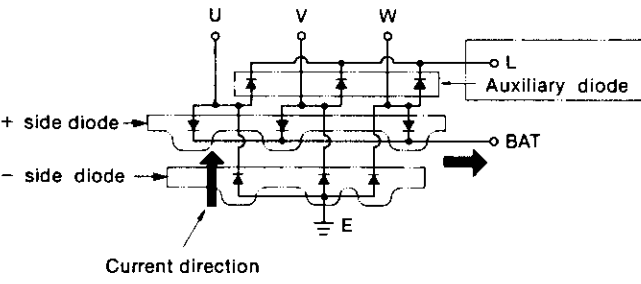 U V W
L
Auxiliary diode
+ side diode
BAT
− side diode
E
Current direction